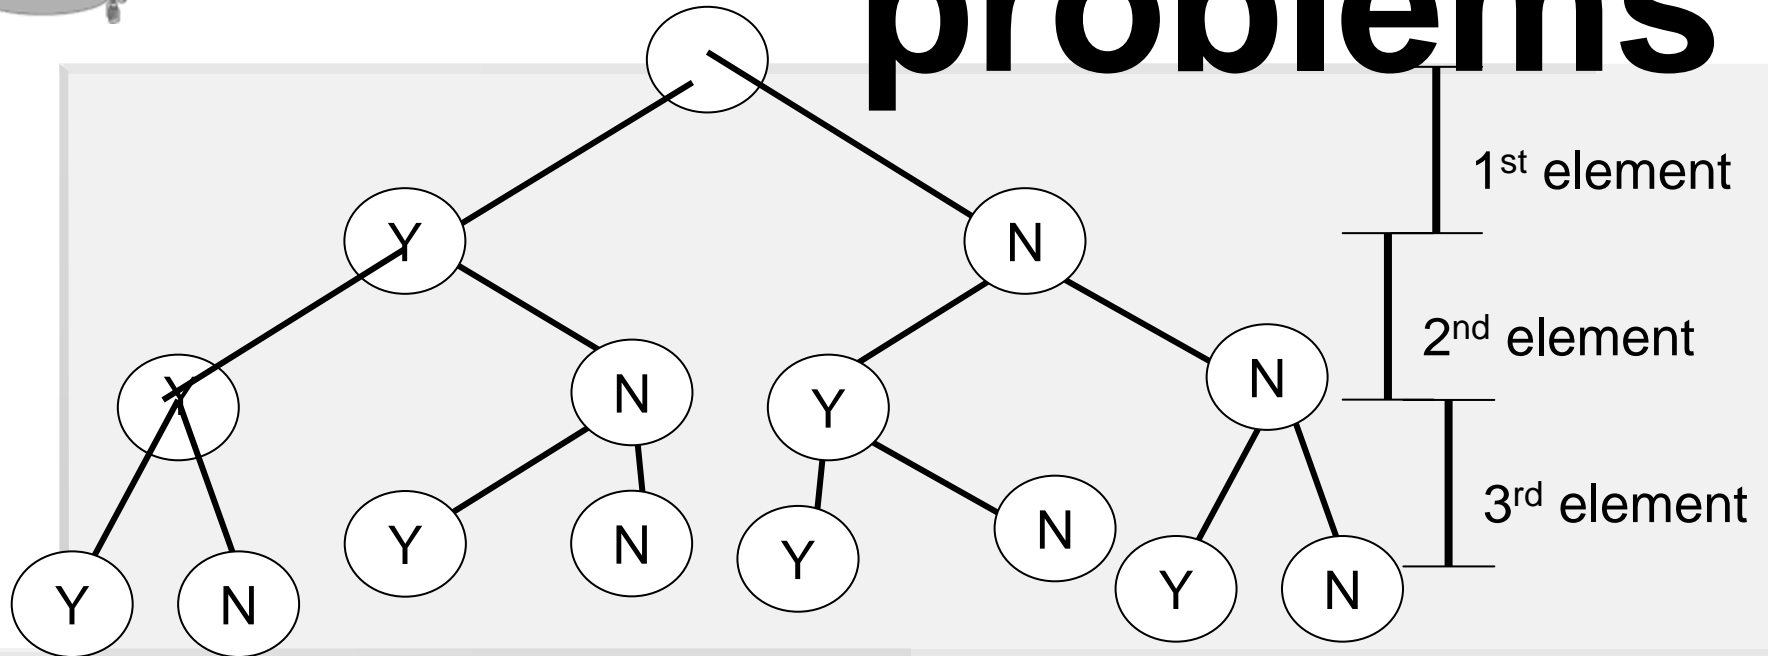 problems
1st element
Y N
2nd element
Y N Y N
3rd element
Y N Y N Y N Y N